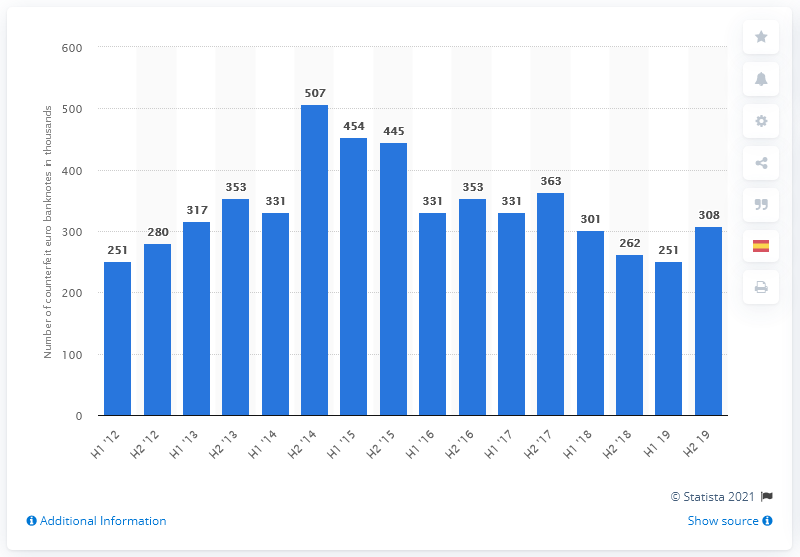 600
500
400
300
200
100
0
Number of counterfeit euro banknotes in thousands
251
280
317
353
331
507
454
445
331
353
331
363
301
262
251
308
H1 '12
H2 '12
H1 '13
H2 '13
H1 '14
H2 '14
H1 '15
H2 '15
H1 '16
H2 '16
H1 '17
H2 '17
H1 '18
H2 '18
H1 19
H2 19
© Statista 2021
Additional Information
Show source